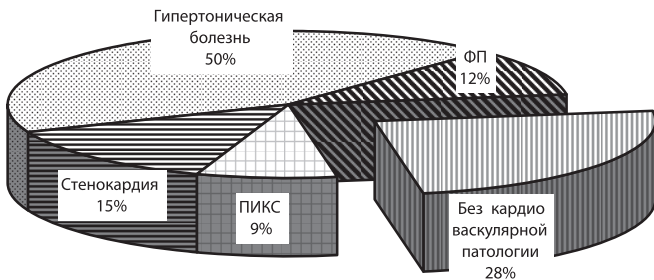 Гипертоническая
болезнь
50%
ФП
12%
Стенокардия
15%
ПИКС
9%
Без кардио
васкулярной
патологии
28%